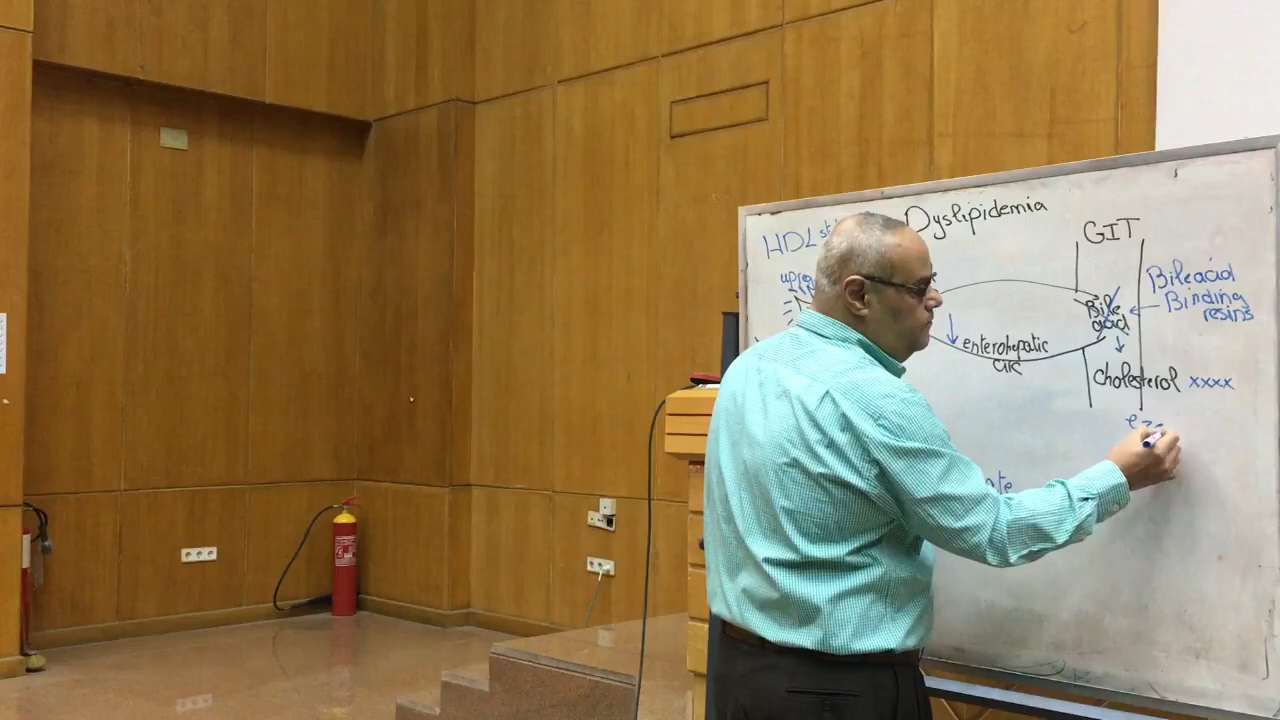 Dyslipidemia
HDL
GIT
Bile acid
Binding
resins
Bile
acid
enterohepatic
circ
cholesterol xxxx